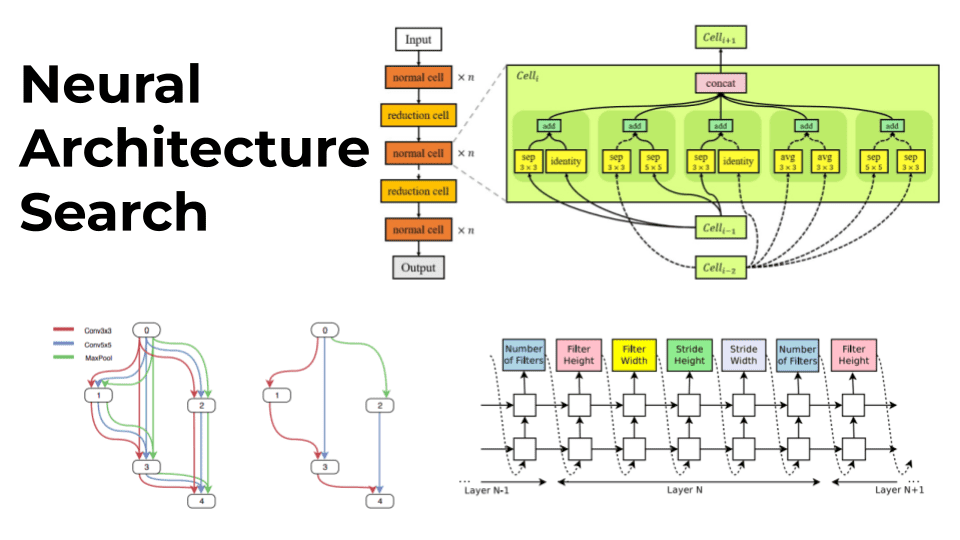 Neural
Architecture
Search
Input
normal cell × n
reduction cell
normal cell × n
reduction cell
normal cell × n
Output
Cell_{i+1}
Cell_i
concat
add add add add add
sep 3 × 3 identity sep 3 × 3 sep 5 × 5 sep 3 × 3 identity avg 3 × 3 avg 3 × 3 sep 5 × 5 sep 3 × 3
Cell_{i-1}
Cell_{i-2}
Conv3x3
Conv5x5
MaxPool
0
1
2
3
4
0
1
2
3
4
Number of Filters
Filter Height
Filter Width
Stride Height
Stride Width
Number of Filters
Filter Height
... Layer N-1
Layer N
Layer N+1 ...